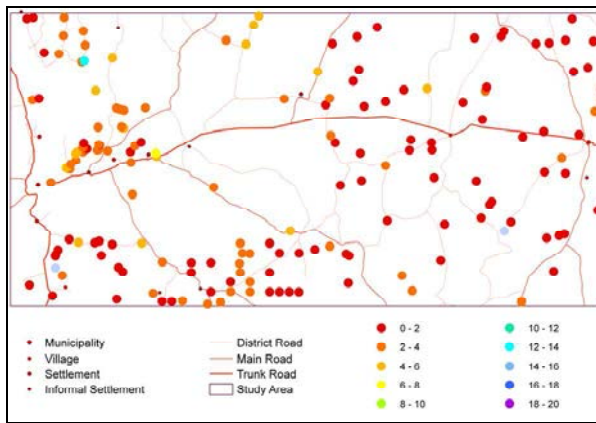 Municipality
Village
Settlement
Informal Settlement
District Road
Main Road
Trunk Road
Study Area
0 - 2
2 - 4
4 - 6
6 - 8
8 - 10
10 - 12
12 - 14
14 - 16
16 - 18
18 - 20